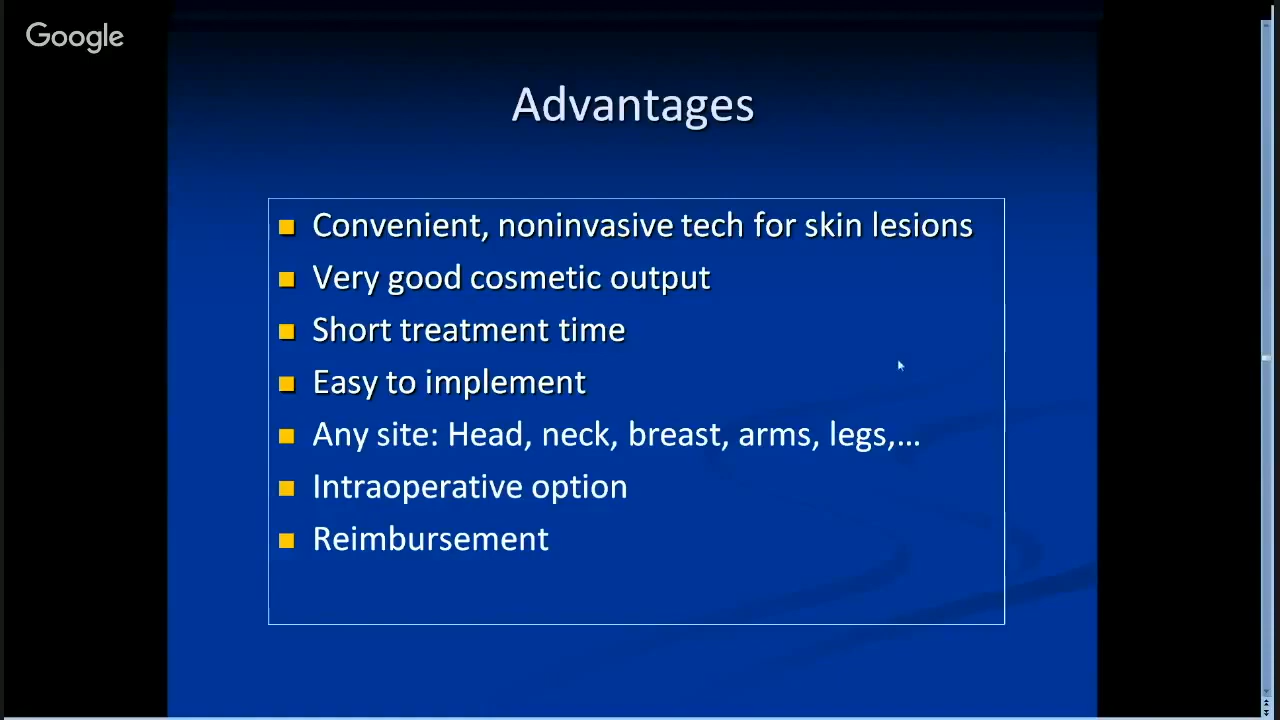 Google
Advantages
Convenient, noninvasive tech for skin lesions
Very good cosmetic output
Short treatment time
Easy to implement
Any site: Head, neck, breast, arms, legs,...
Intraoperative option
Reimbursement